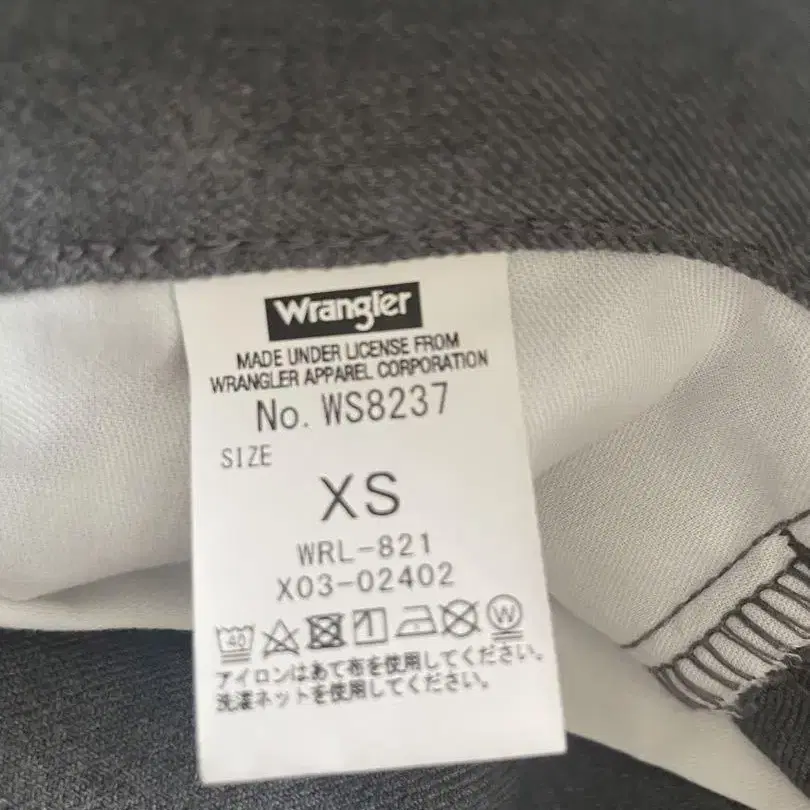 Wrangler
MADE UNDER LICENSE FROM
WRANGLER APPAREL CORPORATION
No. WS8237
SIZE
XS
WRL-821
X03-02402
40 W
アイロンはあて布を使用してください。
洗濯ネットを使用してください。